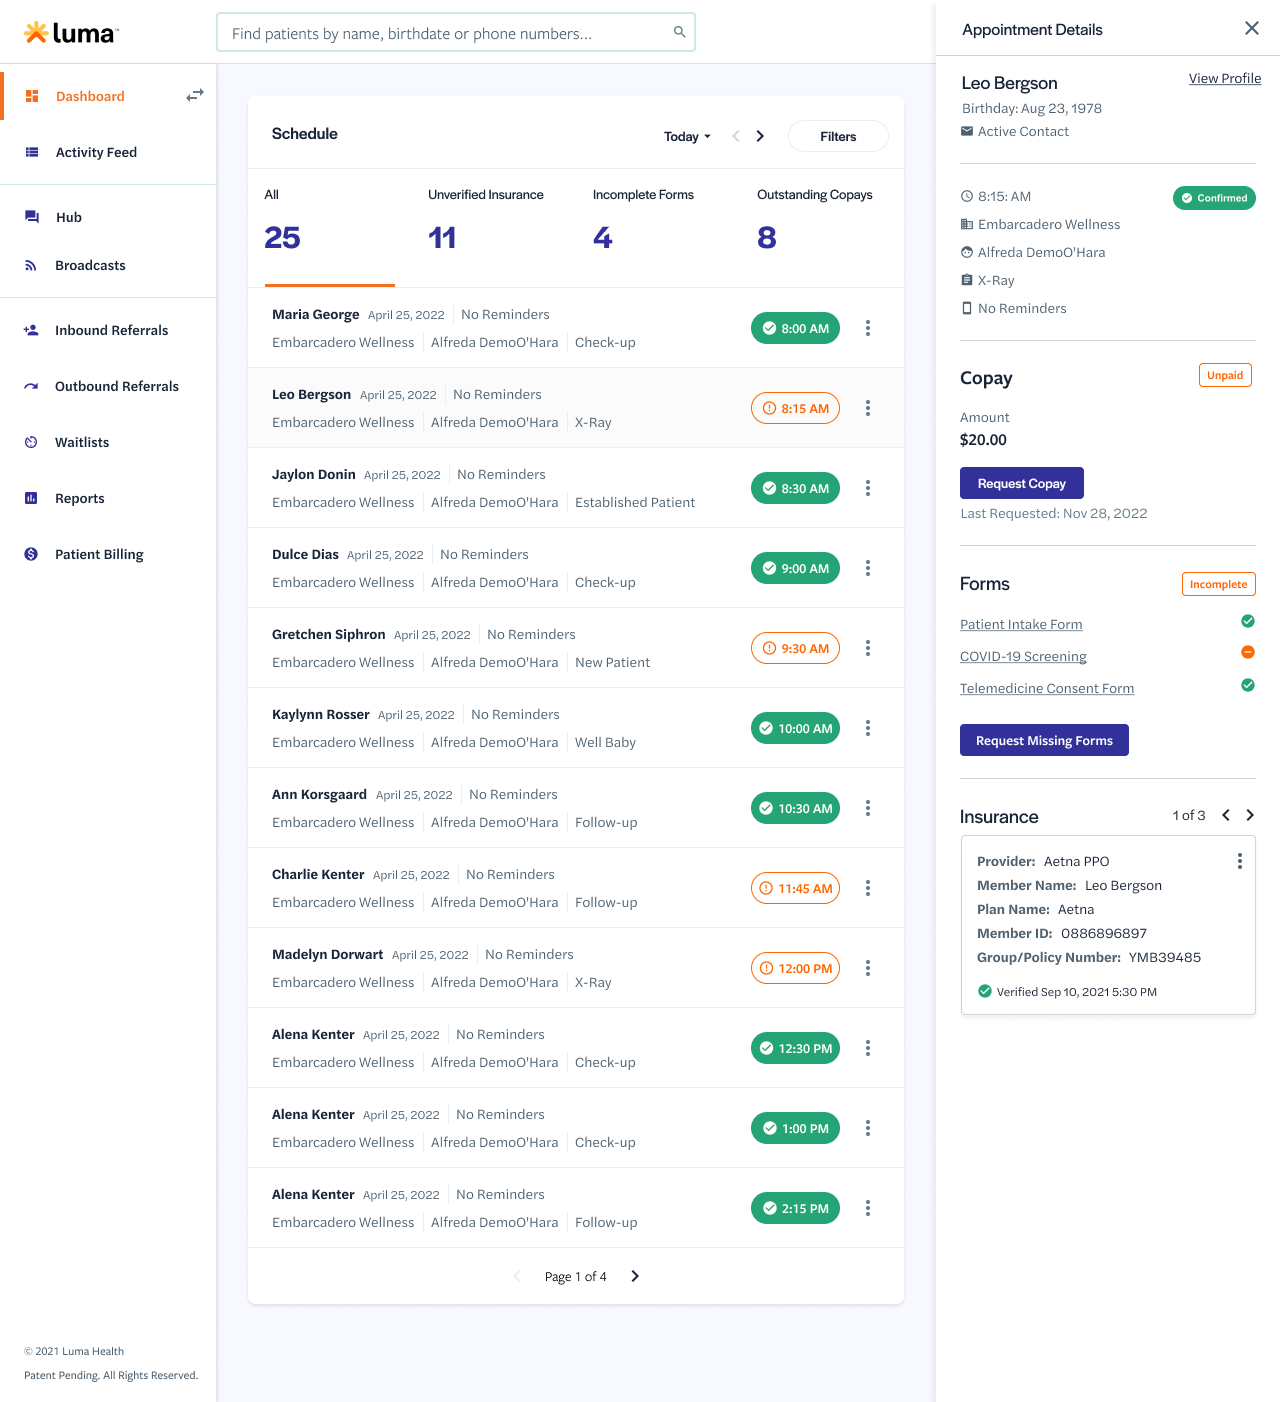 luma™
Find patients by name, birthdate or phone numbers...
Dashboard
Activity Feed
Hub
Broadcasts
Inbound Referrals
Outbound Referrals
Waitlists
Reports
Patient Billing
© 2021 Luma Health
Patent Pending. All Rights Reserved.
Schedule
Today
Filters
All
25
Unverified Insurance
11
Incomplete Forms
4
Outstanding Copays
8
Maria George April 25, 2022 No Reminders
Embarcadero Wellness Alfreda DemoO'Hara Check-up
8:00 AM
Leo Bergson April 25, 2022 No Reminders
Embarcadero Wellness Alfreda DemoO'Hara X-Ray
8:15 AM
Jaylon Donin April 25, 2022 No Reminders
Embarcadero Wellness Alfreda DemoO'Hara Established Patient
8:30 AM
Dulce Dias April 25, 2022 No Reminders
Embarcadero Wellness Alfreda DemoO'Hara Check-up
9:00 AM
Gretchen Siphron April 25, 2022 No Reminders
Embarcadero Wellness Alfreda DemoO'Hara New Patient
9:30 AM
Kaylynn Rosser April 25, 2022 No Reminders
Embarcadero Wellness Alfreda DemoO'Hara Well Baby
10:00 AM
Ann Korsgaard April 25, 2022 No Reminders
Embarcadero Wellness Alfreda DemoO'Hara Follow-up
10:30 AM
Charlie Kenter April 25, 2022 No Reminders
Embarcadero Wellness Alfreda DemoO'Hara Follow-up
11:45 AM
Madelyn Dorwart April 25, 2022 No Reminders
Embarcadero Wellness Alfreda DemoO'Hara X-Ray
12:00 PM
Alena Kenter April 25, 2022 No Reminders
Embarcadero Wellness Alfreda DemoO'Hara Check-up
12:30 PM
Alena Kenter April 25, 2022 No Reminders
Embarcadero Wellness Alfreda DemoO'Hara Check-up
1:00 PM
Alena Kenter April 25, 2022 No Reminders
Embarcadero Wellness Alfreda DemoO'Hara Follow-up
2:15 PM
Page 1 of 4
Appointment Details
Leo Bergson
View Profile
Birthday: Aug 23, 1978
Active Contact
8:15: AM
Confirmed
Embarcadero Wellness
Alfreda DemoO'Hara
X-Ray
No Reminders
Copay
Unpaid
Amount
$20.00
Request Copay
Last Requested: Nov 28, 2022
Forms
Incomplete
Patient Intake Form
COVID-19 Screening
Telemedicine Consent Form
Request Missing Forms
Insurance
1 of 3
Provider: Aetna PPO
Member Name: Leo Bergson
Plan Name: Aetna
Member ID: 0886896897
Group/Policy Number: YMB39485
Verified Sep 10, 2021 5:30 PM